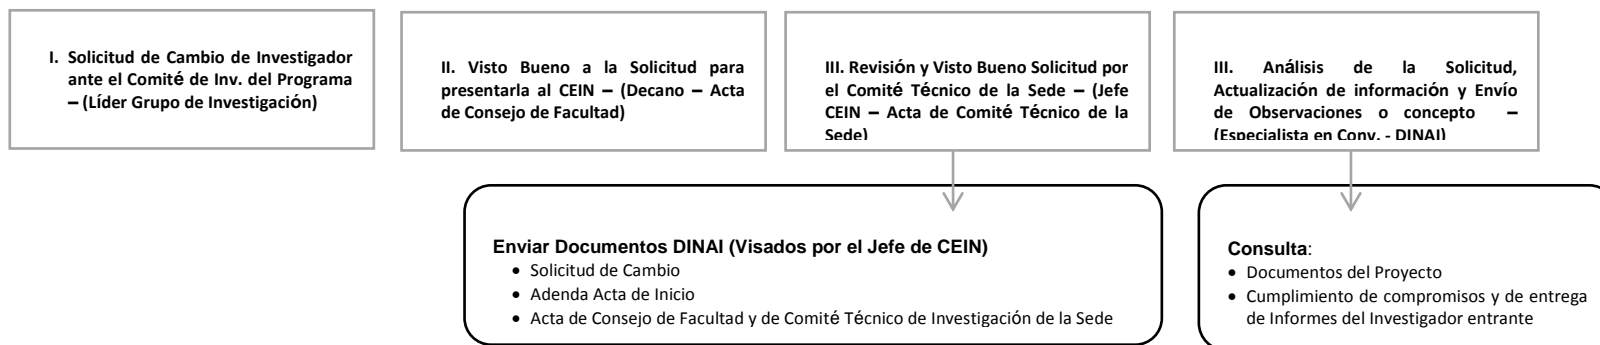 I. Solicitud de Cambio de Investigador
ante el Comité de Inv. del Programa
– (Líder Grupo de Investigación)
II. Visto Bueno a la Solicitud para
presentarla al CEIN – (Decano – Acta
de Consejo de Facultad)
III. Revisión y Visto Bueno Solicitud por
el Comité Técnico de la Sede – (Jefe
CEIN – Acta de Comité Técnico de la
Sede)
III. Análisis de la Solicitud,
Actualización de información y Envío
de Observaciones o concepto –
(Especialista en Conv. - DINAI)
Enviar Documentos DINAI (Visados por el Jefe de CEIN)
• Solicitud de Cambio
• Adenda Acta de Inicio
• Acta de Consejo de Facultad y de Comité Técnico de Investigación de la Sede
Consulta:
• Documentos del Proyecto
• Cumplimiento de compromisos y de entrega
de Informes del Investigador entrante